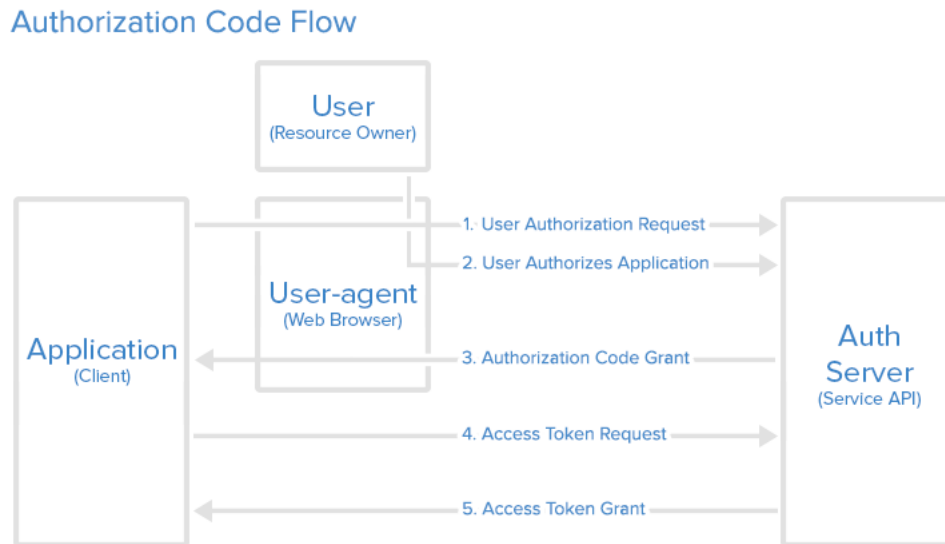 Authorization Code Flow
User
(Resource Owner)
1. User Authorization Request
2. User Authorizes Application
User-agent
(Web Browser)
Application
(Client)
3. Authorization Code Grant
Auth
Server
(Service API)
4. Access Token Request
5. Access Token Grant